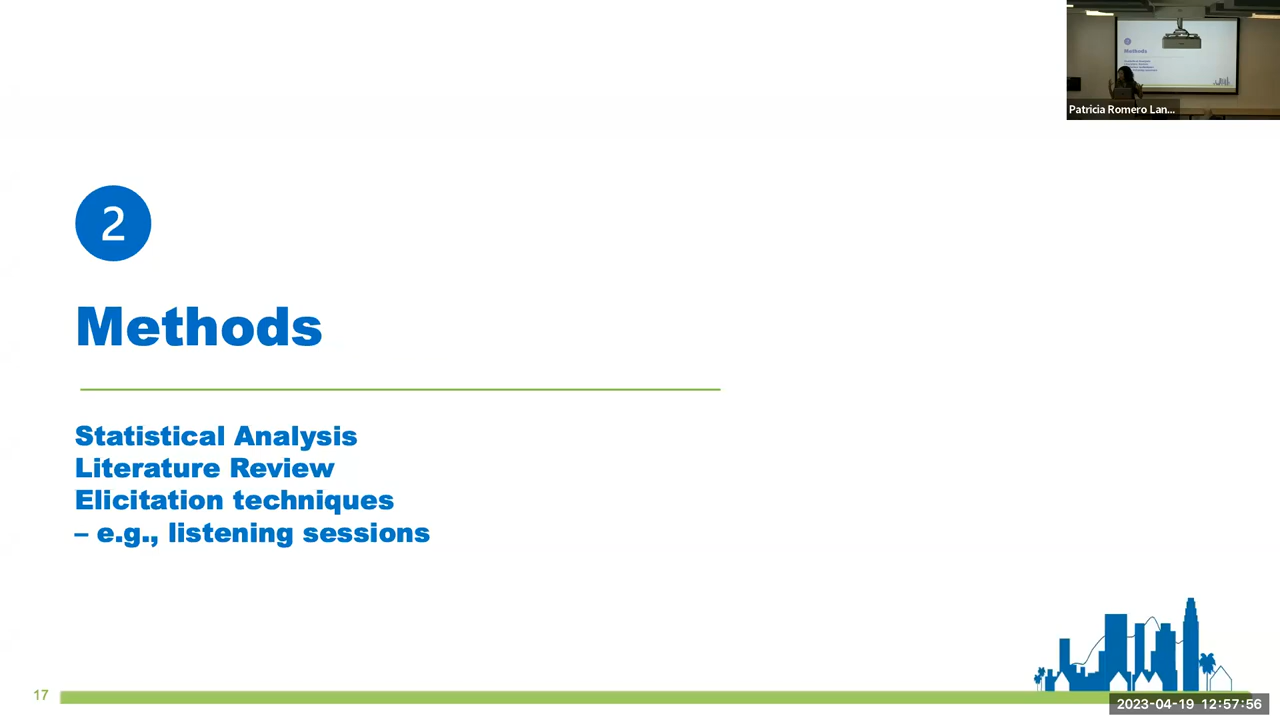 Patricia Romero Lan...
2
Methods
Statistical Analysis
Literature Review
Elicitation techniques
– e.g., listening sessions
17
2023-04-19 12:57:56